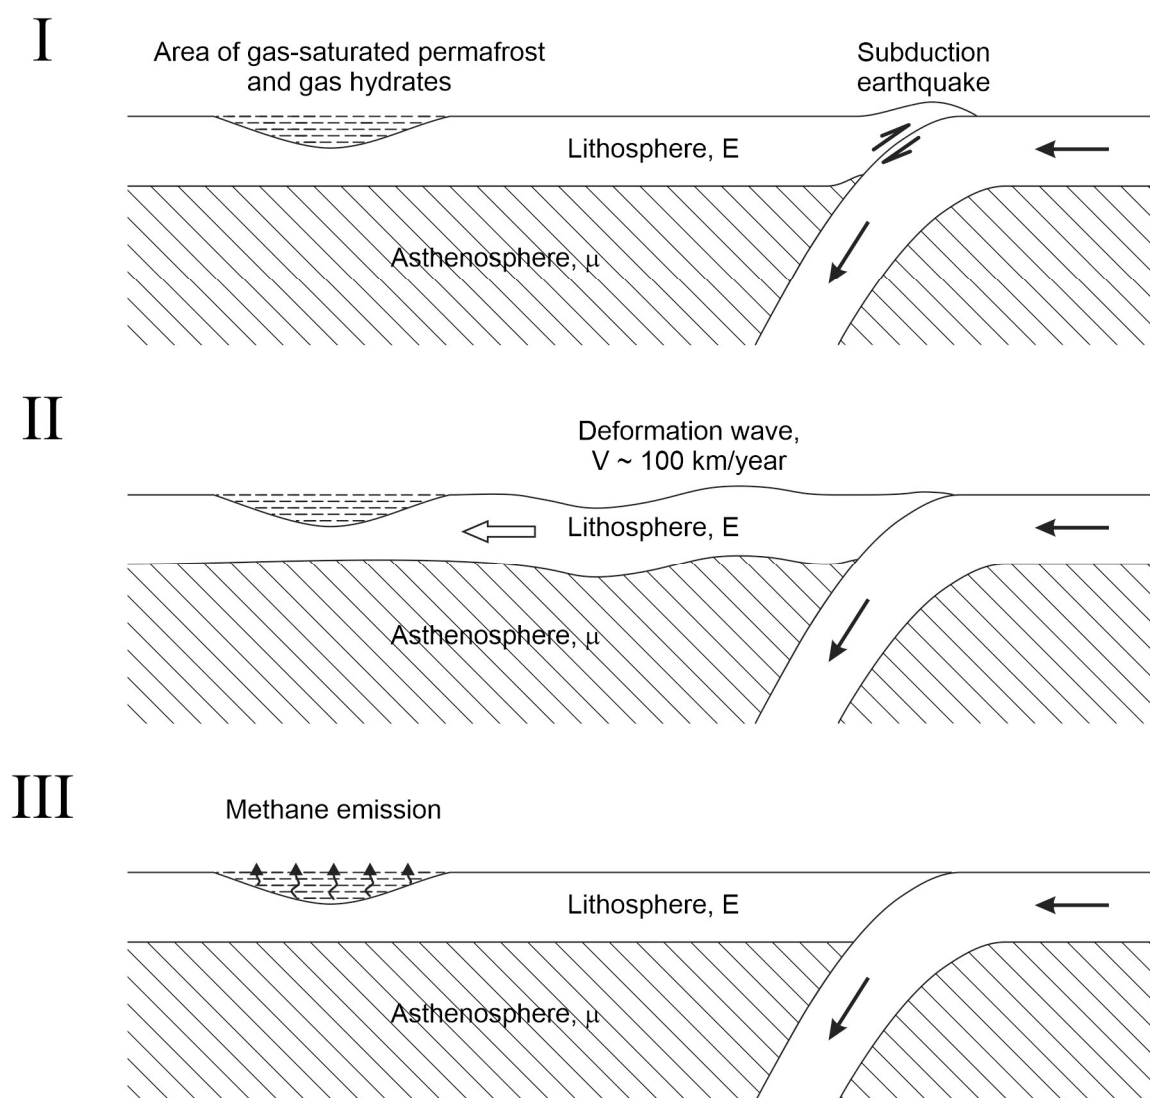 I
Area of gas-saturated permafrost
and gas hydrates
Subduction
earthquake
Lithosphere, E
Asthenosphere, μ
II
Deformation wave,
V ~ 100 km/year
Lithosphere, E
Asthenosphere, μ
III
Methane emission
Lithosphere, E
Asthenosphere, μ